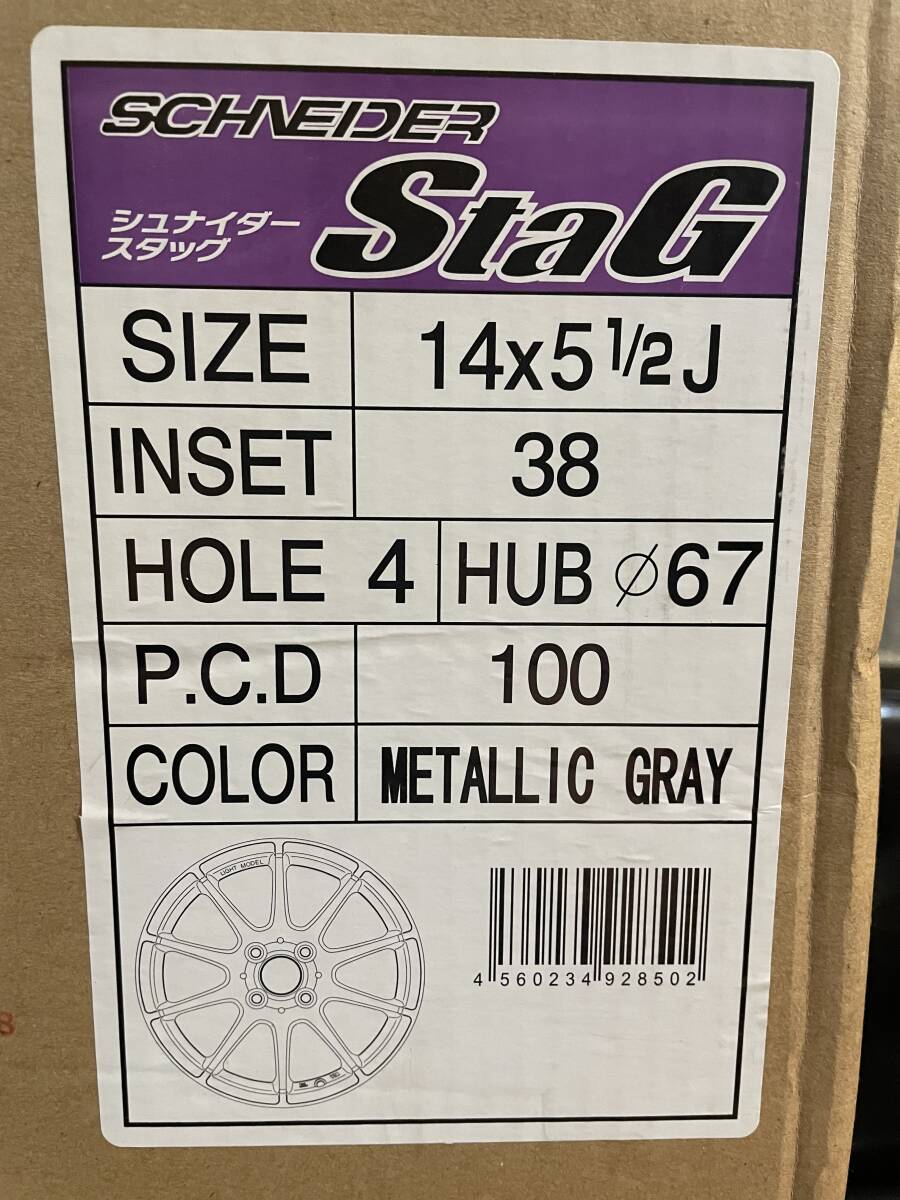 SCHNEIDER
StaG
シュナイダー
スタッグ
SIZE 14x5 1/2 J
INSET 38
HOLE 4 HUB ∅67
P.C.D 100
COLOR METALLIC GRAY
LIGHT MODEL
4 560234 928502
8